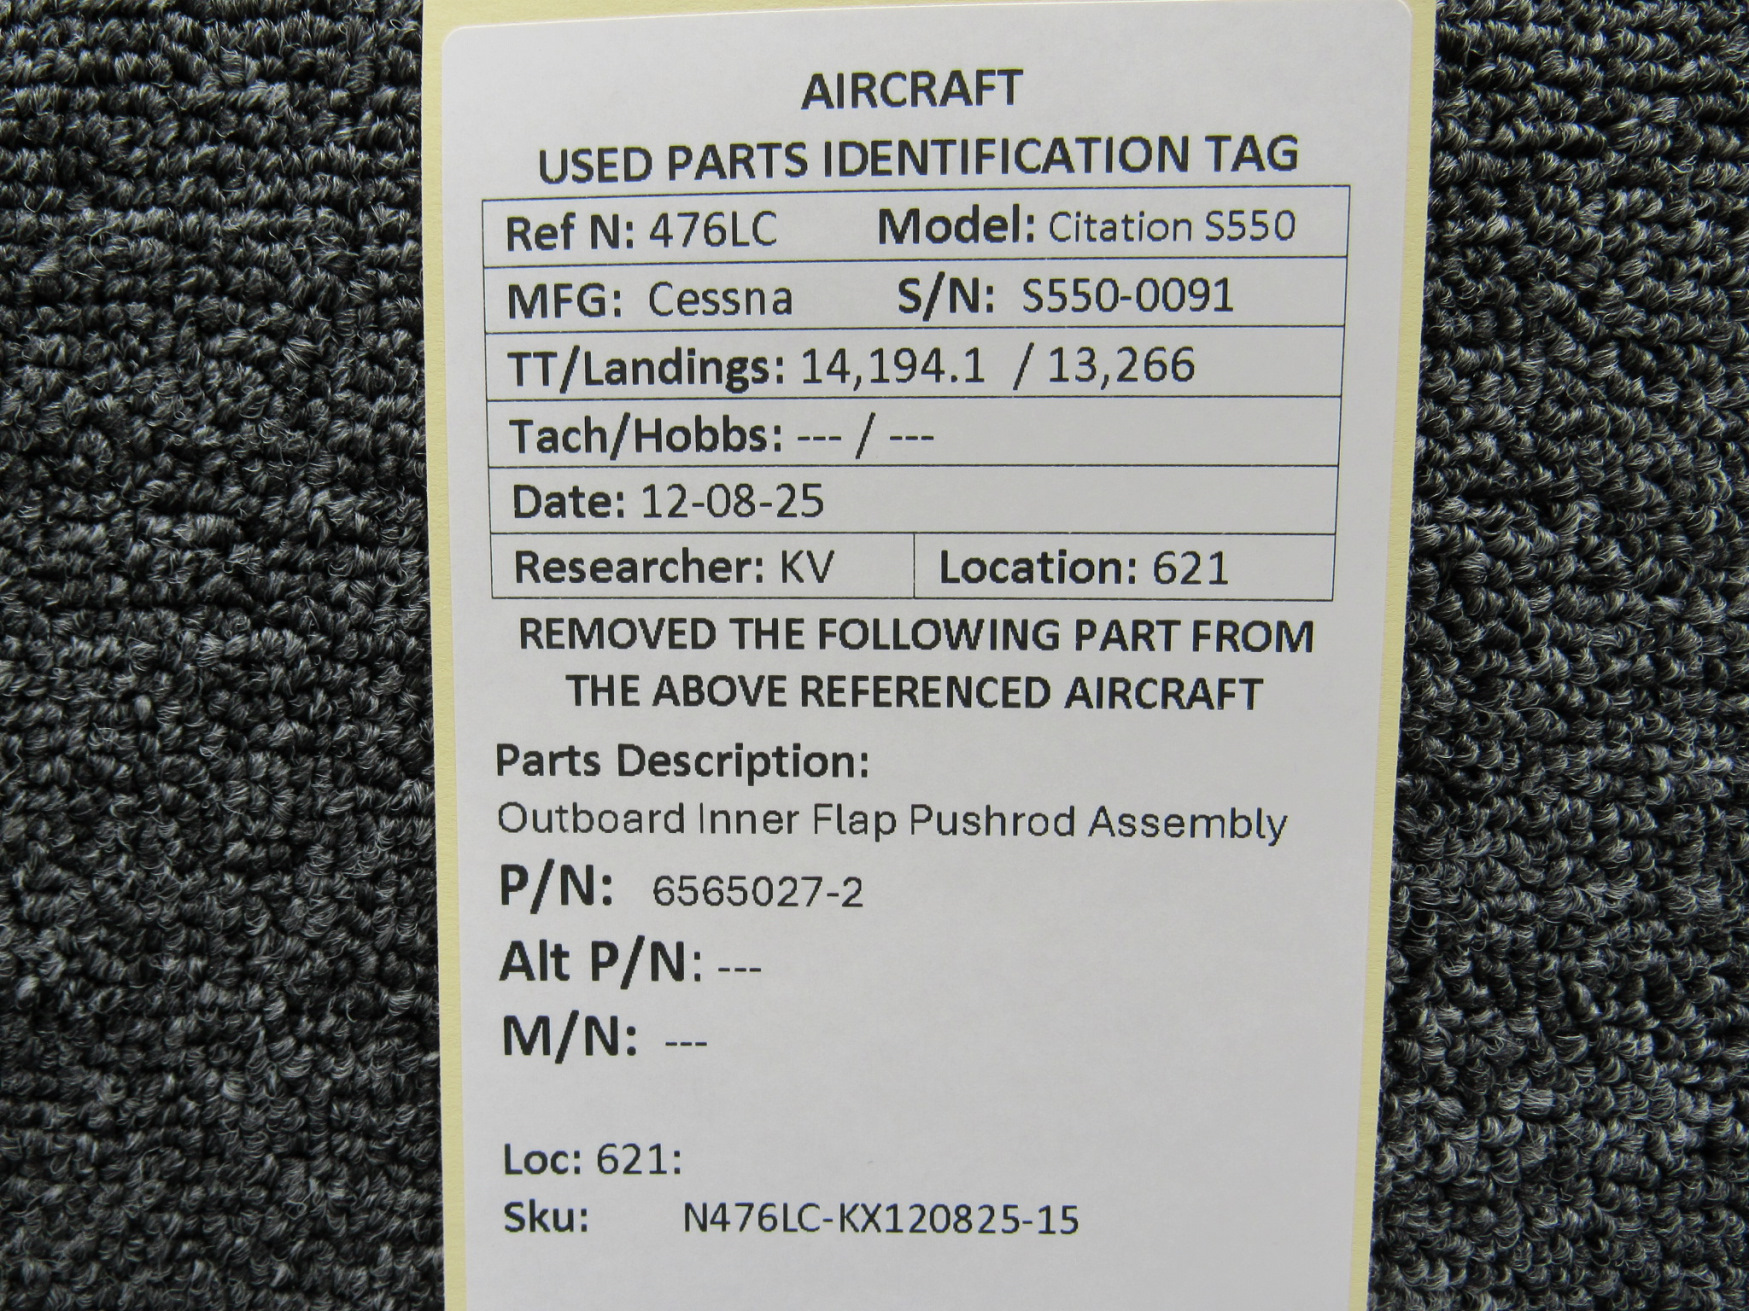 AIRCRAFT
USED PARTS IDENTIFICATION TAG
Ref N: 476LC Model: Citation S550
MFG: Cessna S/N: S550-0091
TT/Landings: 14,194.1 / 13,266
Tach/Hobbs: --- / ---
Date: 12-08-25
Researcher: KV Location: 621
REMOVED THE FOLLOWING PART FROM
THE ABOVE REFERENCED AIRCRAFT
Parts Description:
Outboard Inner Flap Pushrod Assembly
P/N: 6565027-2
Alt P/N: ---
M/N: ---
Loc: 621:
Sku: N476LC-KX120825-15